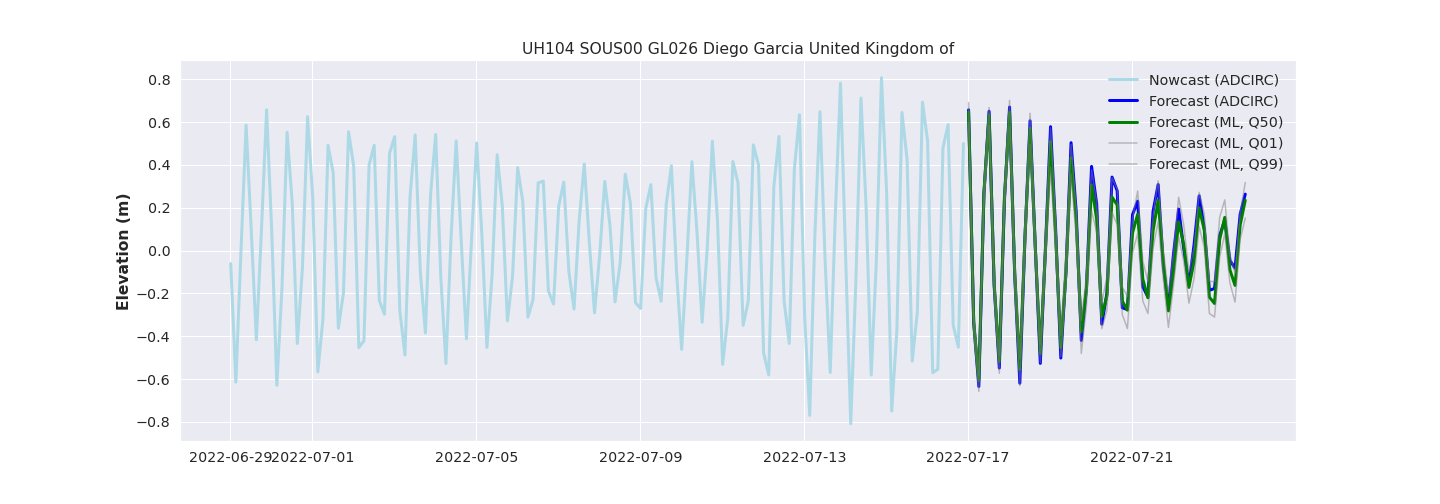 UH104 SOUS00 GL026 Diego Garcia United Kingdom of
Elevation (m)
0.8
0.6
0.4
0.2
0.0
−0.2
−0.4
−0.6
−0.8
Nowcast (ADCIRC)
Forecast (ADCIRC)
Forecast (ML, Q50)
Forecast (ML, Q01)
Forecast (ML, Q99)
2022-06-29 2022-07-01 2022-07-05 2022-07-09 2022-07-13 2022-07-17 2022-07-21